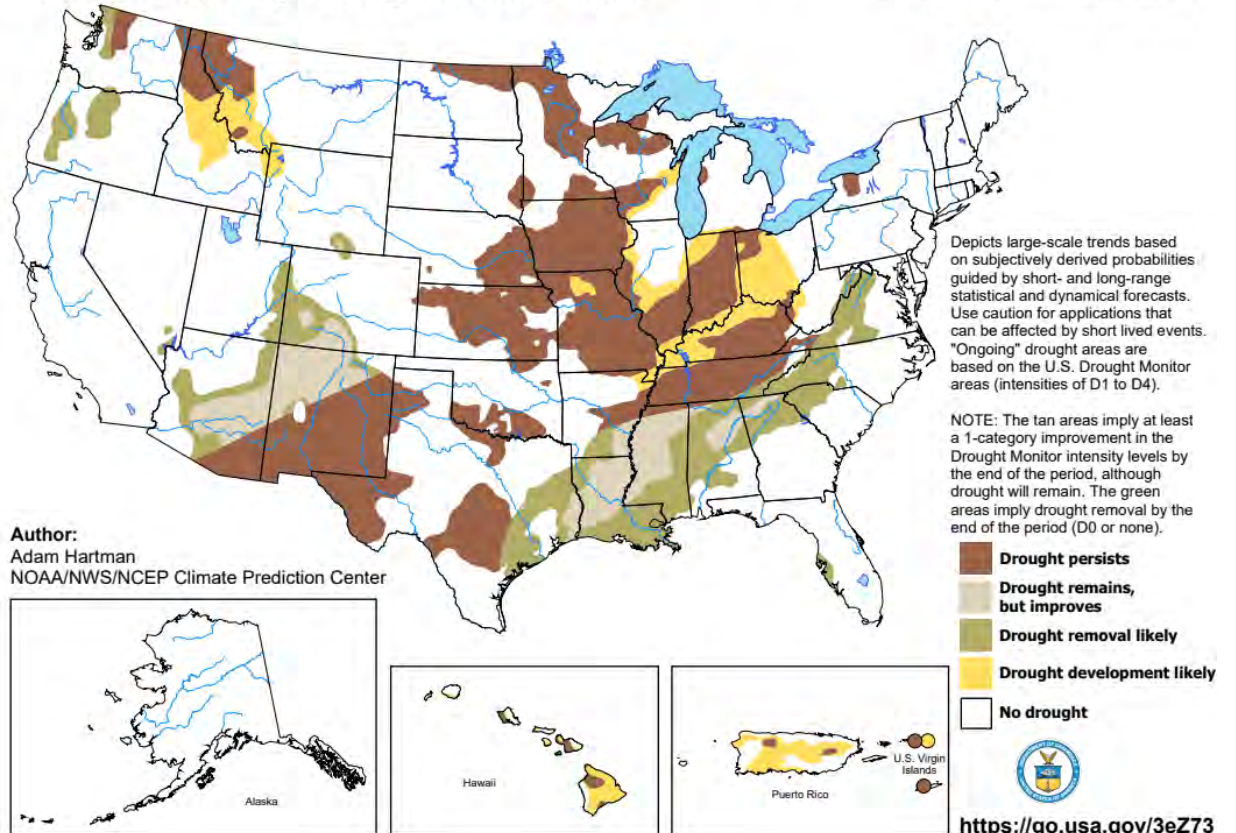 Depicts large-scale trends based
on subjectively derived probabilities
guided by short- and long-range
statistical and dynamical forecasts.
Use caution for applications that
can be affected by short lived events.
"Ongoing" drought areas are
based on the U.S. Drought Monitor
areas (intensities of D1 to D4).
NOTE: The tan areas imply at least
a 1-category improvement in the
Drought Monitor intensity levels by
the end of the period, although
drought will remain. The green
areas imply drought removal by the
end of the period (D0 or none).
Author:
Adam Hartman
NOAA/NWS/NCEP Climate Prediction Center
Drought persists
Drought remains,
but improves
Drought removal likely
Drought development likely
No drought
Alaska
Hawaii
Puerto Rico
U.S. Virgin
Islands
https://go.usa.gov/3eZ73